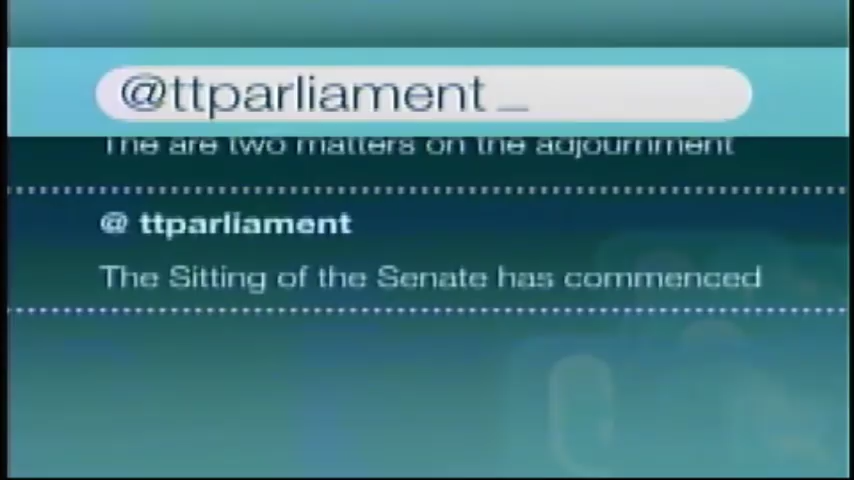 @ttparliament _
The are two matters on the adjournment
@ ttparliament
The Sitting of the Senate has commenced